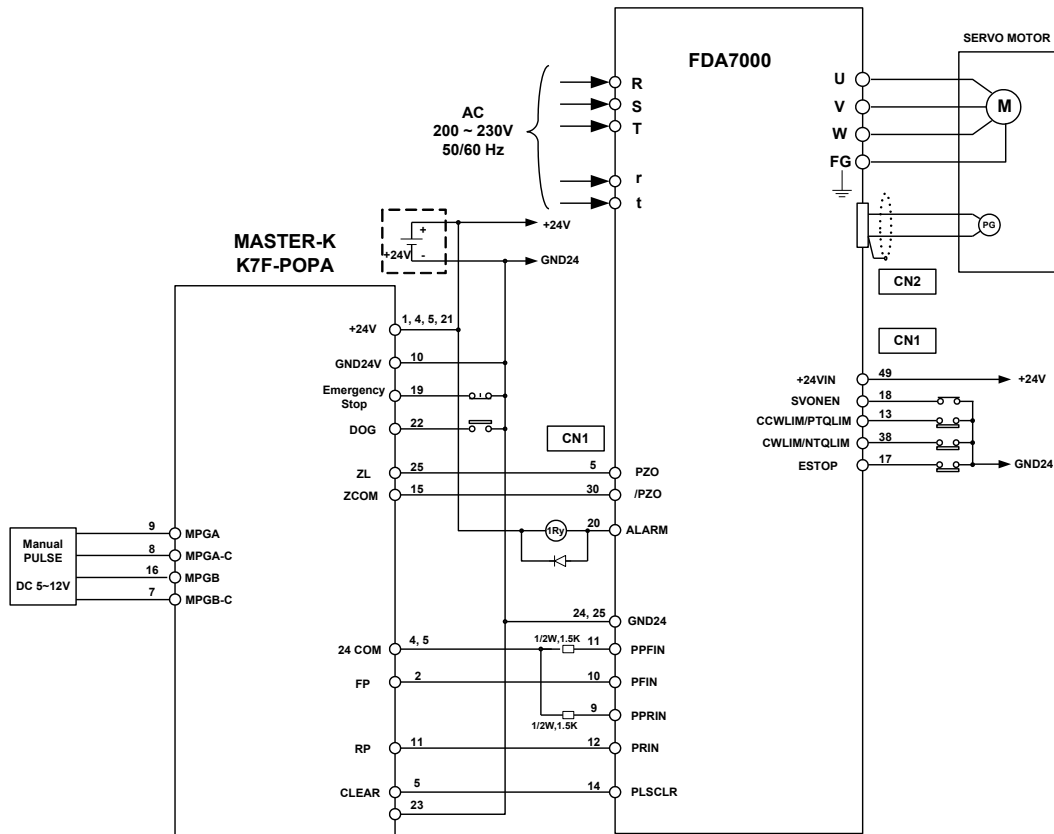 SERVO MOTOR
FDA7000
R
S
T
r
t
AC
200 ~ 230V
50/60 Hz
U
V
W
FG
M
PG
CN2
CN1
+24V
GND24
+
+24V
-
MASTER-K
K7F-POPA
+24V
1, 4, 5, 21
GND24V
10
Emergency
Stop
19
DOG
22
CN1
ZL
25
5
PZO
ZCOM
15
30
/PZO
1Ry
20
ALARM
+24VIN
49
+24V
SVONEN
18
CCWLIM/PTQLIM
13
CWLIM/NTQLIM
38
ESTOP
17
GND24
Manual
PULSE
DC 5~12V
9
MPGA
8
MPGA-C
16
MPGB
7
MPGB-C
24, 25
GND24
24 COM
4, 5
1/2W,1.5K
11
PPFIN
FP
2
10
PFIN
9
PPRIN
1/2W,1.5K
RP
11
12
PRIN
CLEAR
5
14
PLSCLR
23